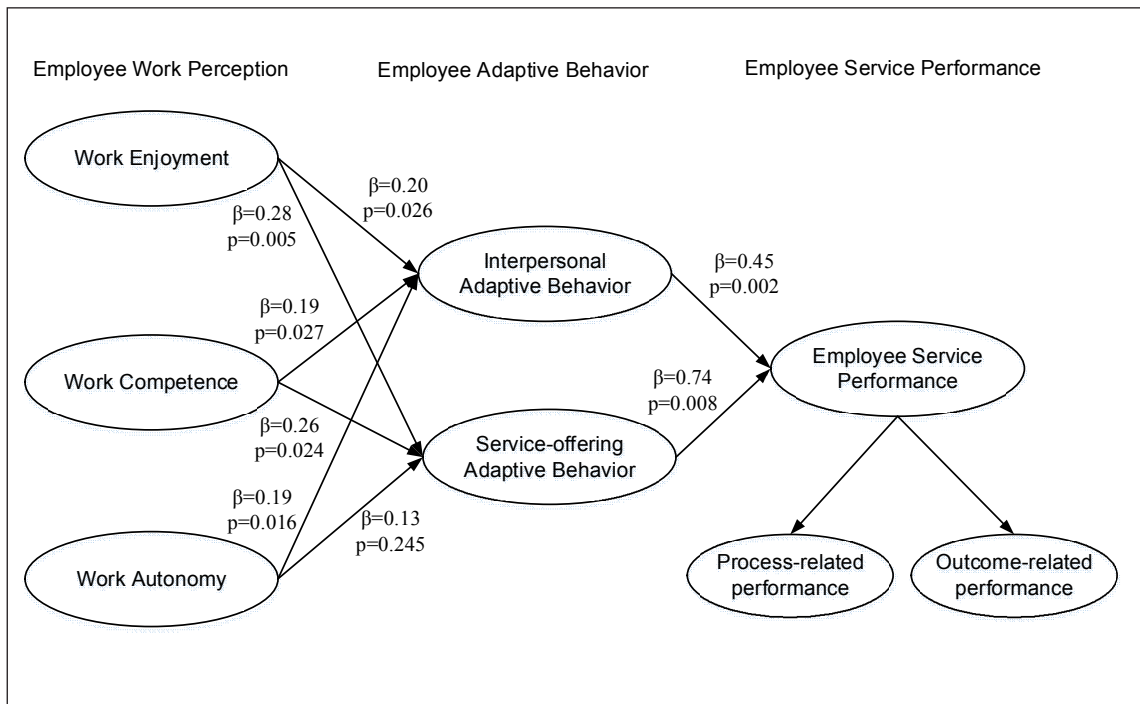 Employee Work Perception
Employee Adaptive Behavior
Employee Service Performance
Work Enjoyment
β=0.20
p=0.026
β=0.28
p=0.005
Interpersonal
Adaptive Behavior
β=0.45
p=0.002
β=0.19
p=0.027
Work Competence
Employee Service
Performance
β=0.74
p=0.008
β=0.26
p=0.024
Service-offering
Adaptive Behavior
β=0.19
p=0.016
β=0.13
p=0.245
Work Autonomy
Process-related
performance
Outcome-related
performance